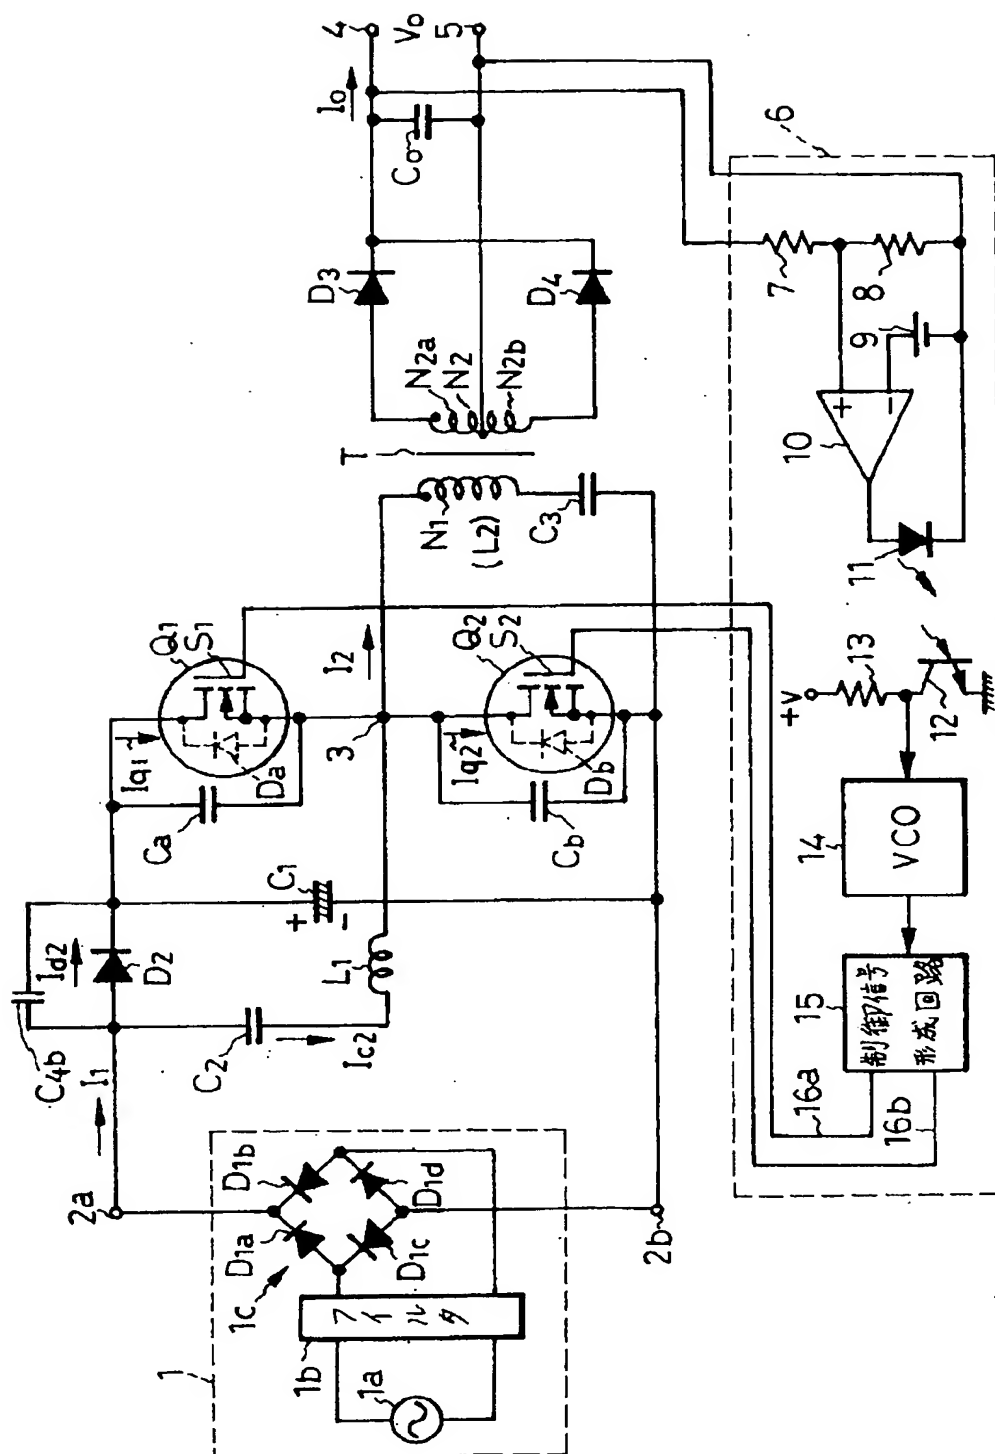 1
1a
1b
フィルタ
1c
D1a
D1b
D1c
D1d
2a
2b
I1
C4b
Id2
D2
C2
Ic2
L1
C1
+
−
Ca
Iq1
Da
Q1
S1
3
I2
Cb
Iq2
Db
Q2
S2
N1
(L2)
C3
T
N2a
N2
N2b
D3
D4
Co
Io
4
Vo
5
6
7
8
9
+
−
10
11
12
13
+V
14
VCO
15
制御信号
形成回路
16a
16b